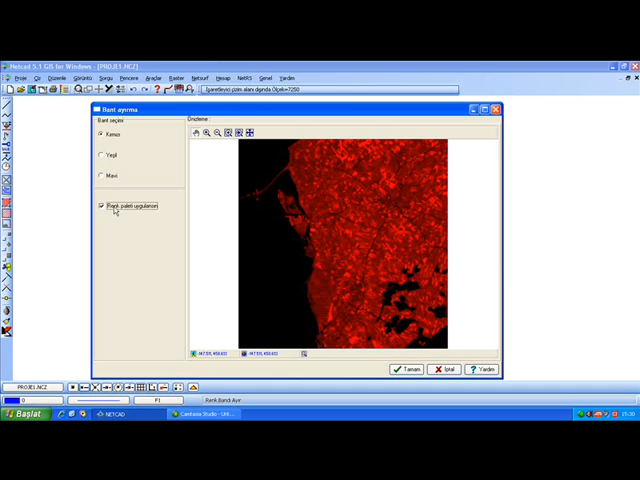 Netcad 5.1 GIS for Windows - [PROJE1.NCZ]
Proje Çiz Düzenle Görüntü Sorgu Pencere Araçlar Raster Netsurf Hesap NetRS Genel Yardım
İşaretleyici çizim alanı dışında Ölçek=7250
Bant ayırma
Bant seçimi
Önizleme
Kırmızı
Yeşil
Mavi
Renk paleti uygulansın
Tamam
İptal
Yardım
PROJE1.NCZ
0
F1
Renk Bandı Ayır
Başlat
NETCAD
Camtasia Studio - Unt...
15:30